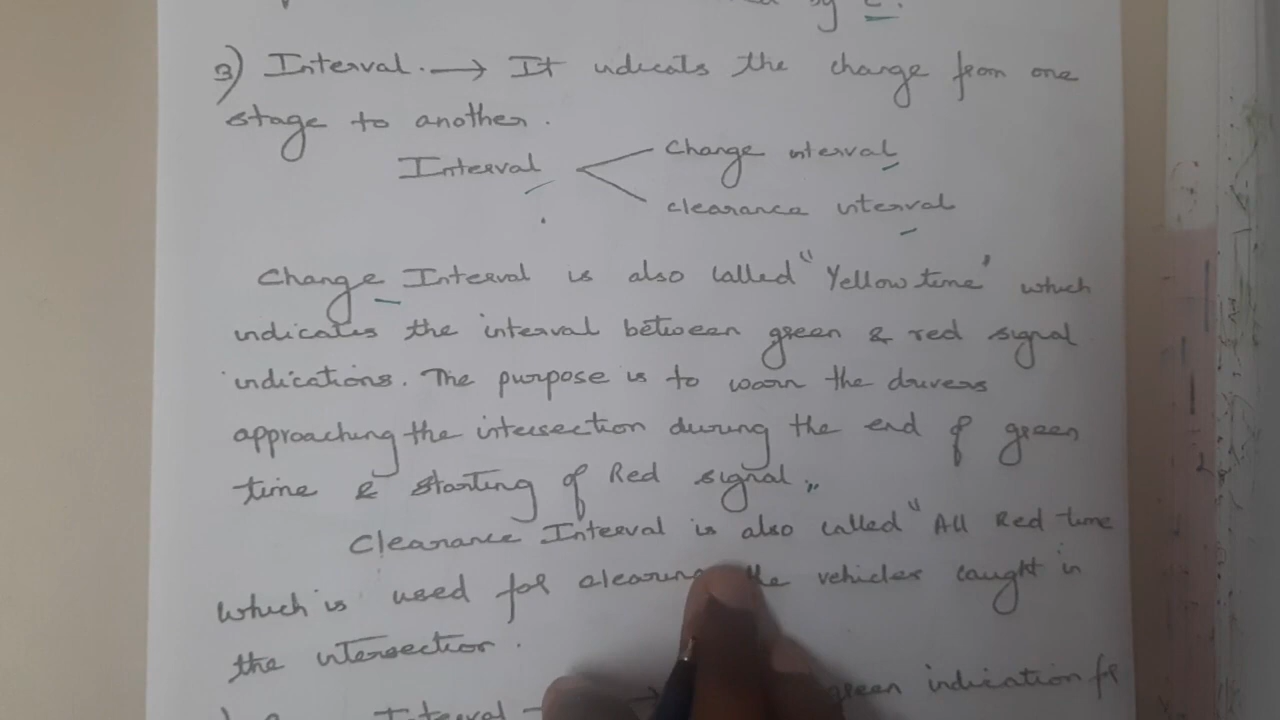 by C.
3) Interval. → It indicats the change from one
stage to another.
Interval
Change interval
clearance interval
Change Interval is also called "Yellow time" which
indicates the interval between green & red signal
indications. The purpose is to warn the drivers
approaching the intersection during the end of green
time & starting of Red signal.,
Clearance Interval is also called "All Red time
which is used for clearing the vehicles caught in
the intersection.
Interval → green indication for